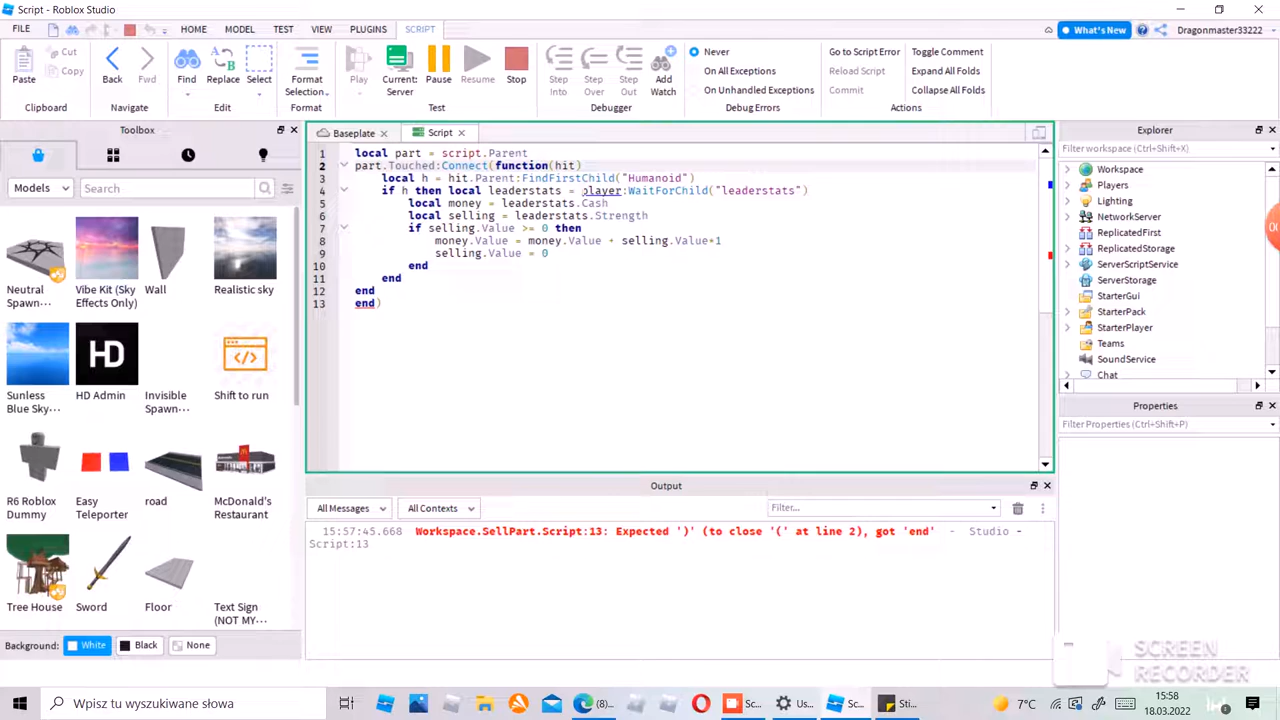 Script - Roblox Studio
FILE HOME MODEL TEST VIEW PLUGINS SCRIPT What's New Dragonmaster33222
Paste Cut Copy Back Fwd Find Replace Select Format Selection Play Current: Server Pause Resume Stop Step Into Step Over Step Out Add Watch
Never
On All Exceptions
On Unhandled Exceptions
Go to Script Error
Reload Script
Commit
Toggle Comment
Expand All Folds
Collapse All Folds
Clipboard Navigate Edit Format Test Debugger Debug Errors Actions
Toolbox
Models Search
Neutral Spawn...
Vibe Kit (Sky Effects Only)
Wall
Realistic sky
Sunless Blue Sky...
HD
HD Admin
Invisible Spawn...
Shift to run
R6 Roblox Dummy
Easy Teleporter
road
McDonald's Restaurant
Tree House
Sword
Floor
Text Sign (NOT MY...
Background: White Black None
Baseplate Script
1 local part = script.Parent
2 part.Touched:Connect(function(hit)
3 local h = hit.Parent:FindFirstChild("Humanoid")
4 if h then local leaderstats = player:WaitForChild("leaderstats")
5 local money = leaderstats.Cash
6 local selling = leaderstats.Strength
7 if selling.Value >= 0 then
8 money.Value = money.Value + selling.Value*1
9 selling.Value = 0
10 end
11 end
12 end
13 end)
Output
All Messages All Contexts Filter...
15:57:45.668 Workspace.SellPart.Script:13: Expected ')' (to close '(' at line 2), got 'end' - Studio -
Script:13
Explorer
Filter workspace (Ctrl+Shift+X)
Workspace
Players
Lighting
NetworkServer
ReplicatedFirst
ReplicatedStorage
ServerScriptService
ServerStorage
StarterGui
StarterPack
StarterPlayer
Teams
SoundService
Chat
Properties
Filter Properties (Ctrl+Shift+P)
SCREEN
RECORDER
Wpisz tu wyszukiwane słowo
(8) Sc... Us... Sc... Sti...
7°C
15:58
18.03.2022